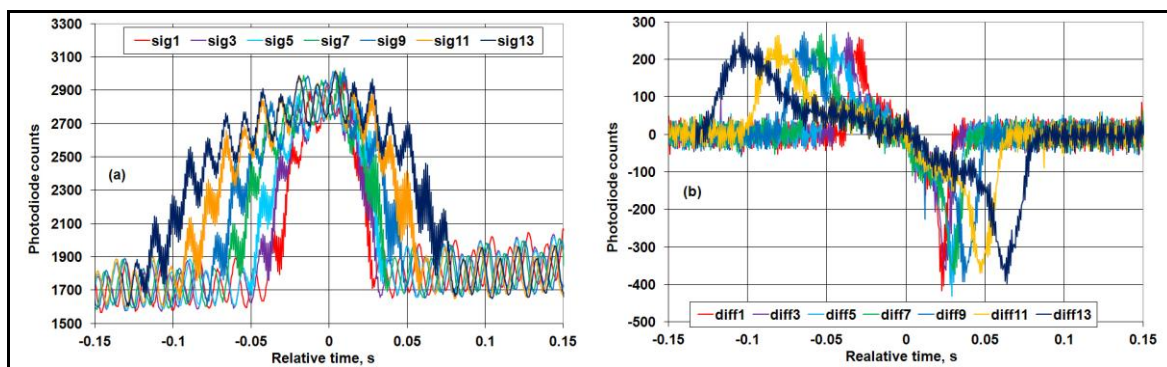 3300
3100
2900
2700
2500
2300
2100
1900
1700
1500
Photodiode counts
sig1 sig3 sig5 sig7 sig9 sig11 sig13
(a)
-0.15 -0.1 -0.05 0 0.05 0.1 0.15
Relative time, s
300
200
100
0
-100
-200
-300
-400
-500
Photodiode counts
(b)
diff1 diff3 diff5 diff7 diff9 diff11 diff13
-0.15 -0.1 -0.05 0 0.05 0.1 0.15
Realative time, s